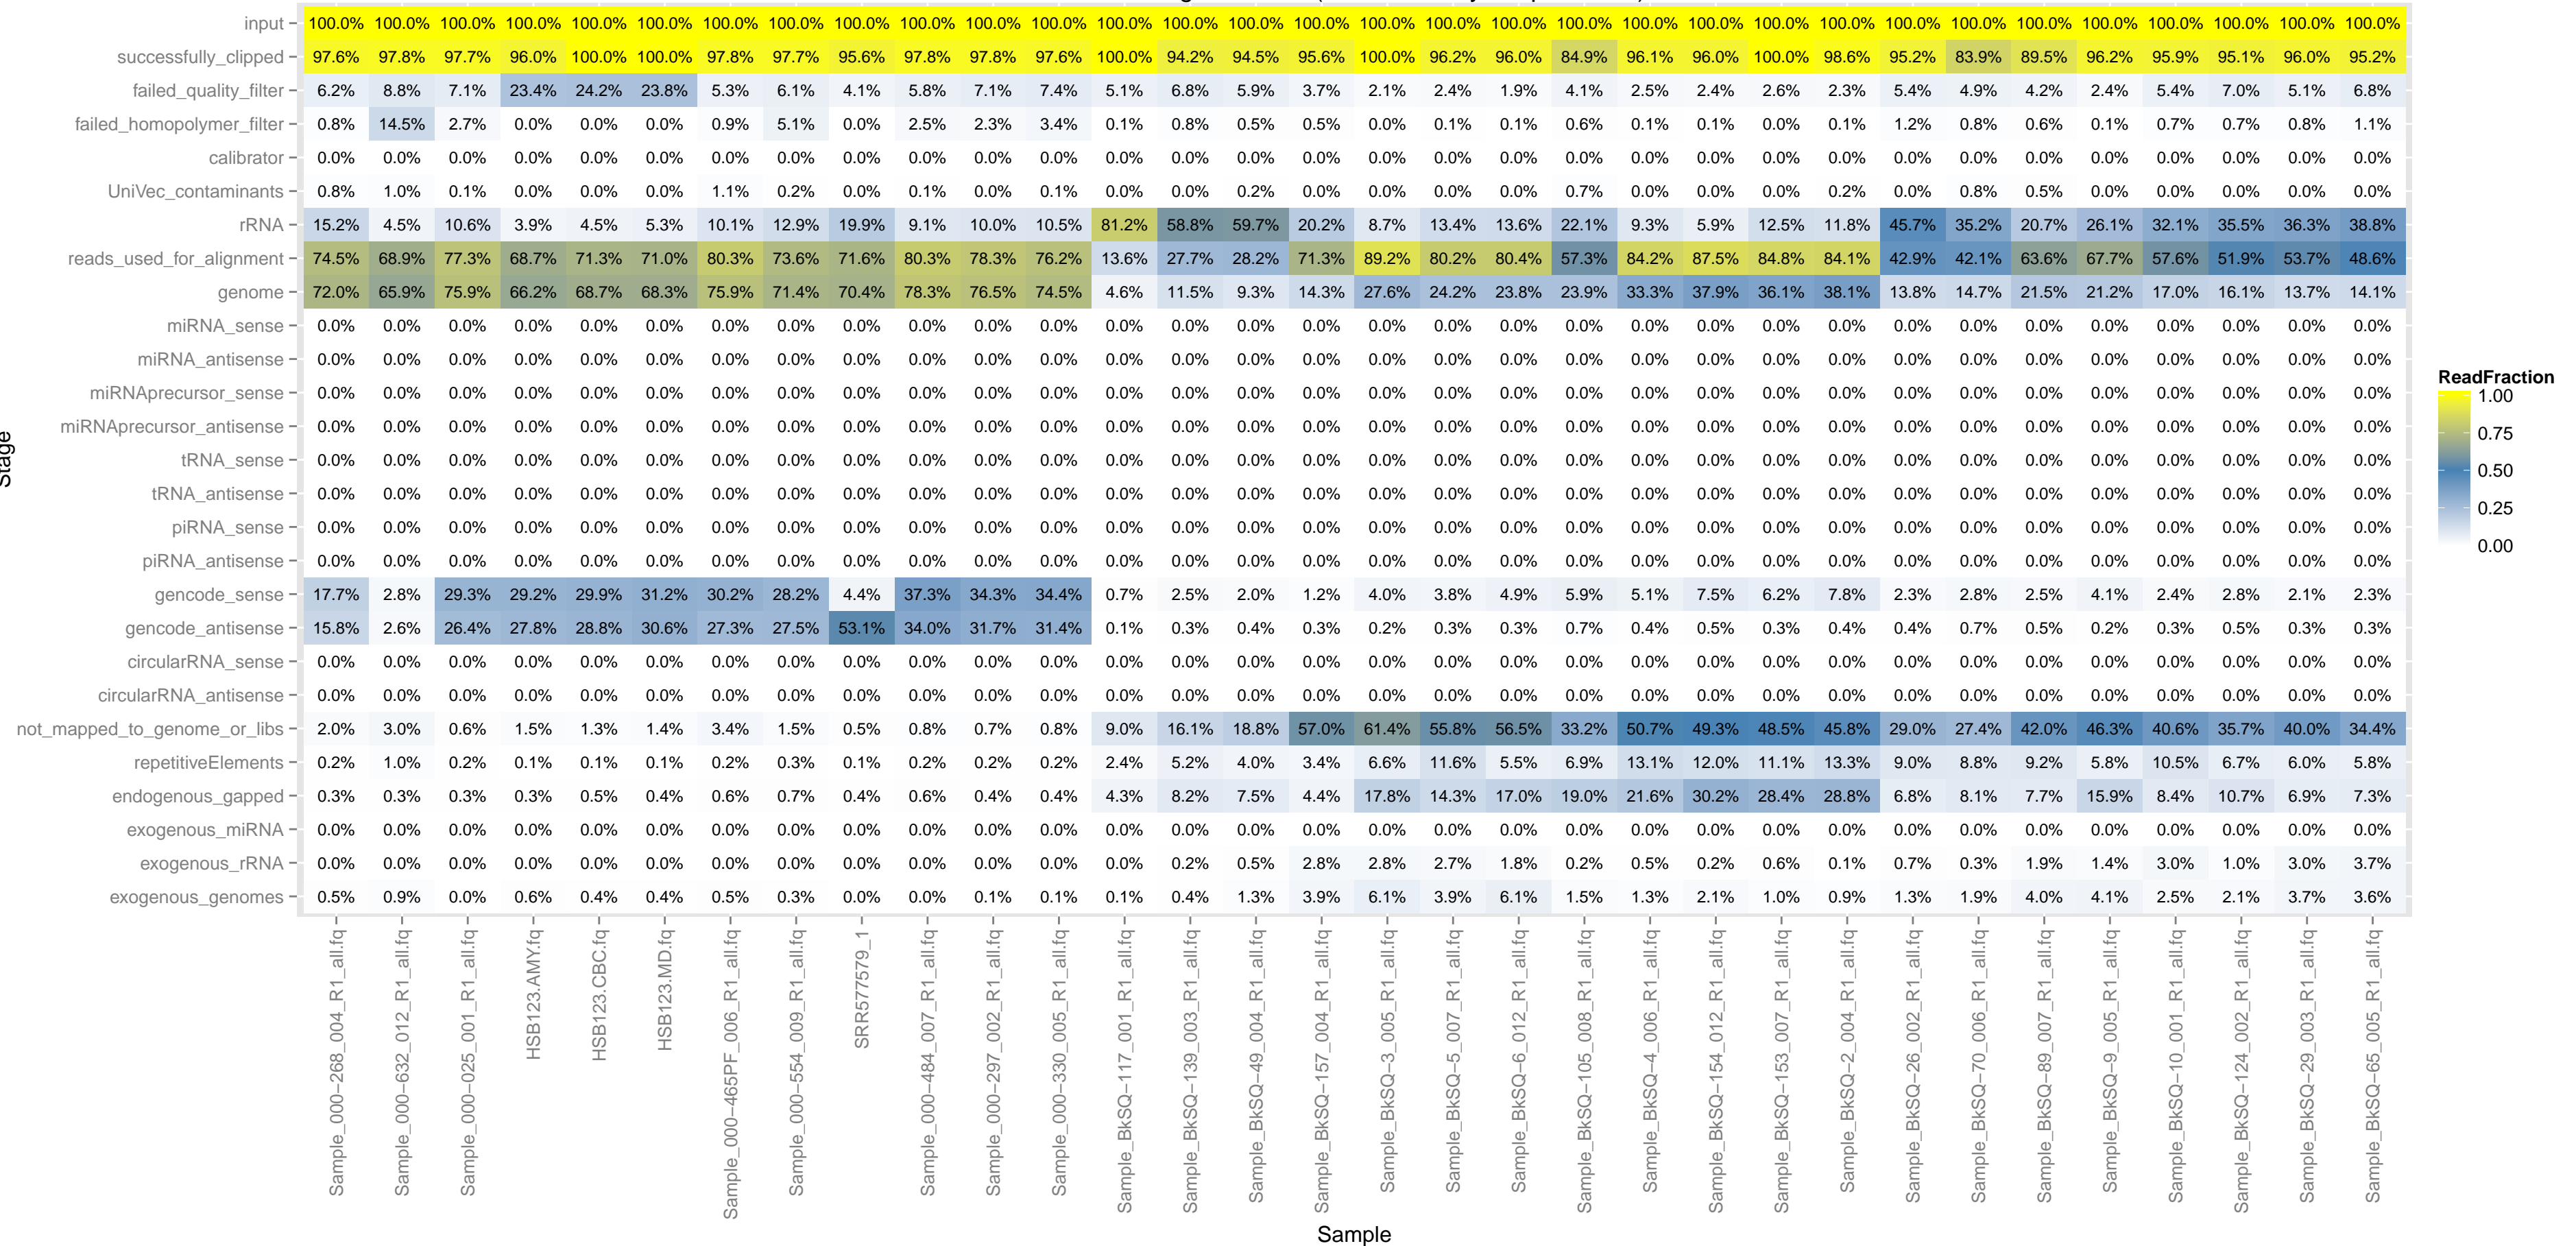 input 100.0% 100.0% 100.0% 100.0% 100.0% 100.0% 100.0% 100.0% 100.0% 100.0% 100.0% 100.0% 100.0% 100.0% 100.0% 100.0% 100.0% 100.0% 100.0% 100.0% 100.0% 100.0% 100.0% 100.0% 100.0% 100.0% 100.0% 100.0% 100.0% 100.0% 100.0% 100.0%
successfully_clipped 97.6% 97.8% 97.7% 96.0% 100.0% 100.0% 97.8% 97.7% 95.6% 97.8% 97.8% 97.6% 100.0% 94.2% 94.5% 95.6% 100.0% 96.2% 96.0% 84.9% 96.1% 96.0% 100.0% 98.6% 95.2% 83.9% 89.5% 96.2% 95.9% 95.1% 96.0% 95.2%
failed_quality_filter 6.2% 8.8% 7.1% 23.4% 24.2% 23.8% 5.3% 6.1% 4.1% 5.8% 7.1% 7.4% 5.1% 6.8% 5.9% 3.7% 2.1% 2.4% 1.9% 4.1% 2.5% 2.4% 2.6% 2.3% 5.4% 4.9% 4.2% 2.4% 5.4% 7.0% 5.1% 6.8%
failed_homopolymer_filter 0.8% 14.5% 2.7% 0.0% 0.0% 0.0% 0.9% 5.1% 0.0% 2.5% 2.3% 3.4% 0.1% 0.8% 0.5% 0.5% 0.0% 0.1% 0.1% 0.6% 0.1% 0.1% 0.0% 0.1% 1.2% 0.8% 0.6% 0.1% 0.7% 0.7% 0.8% 1.1%
calibrator 0.0% 0.0% 0.0% 0.0% 0.0% 0.0% 0.0% 0.0% 0.0% 0.0% 0.0% 0.0% 0.0% 0.0% 0.0% 0.0% 0.0% 0.0% 0.0% 0.0% 0.0% 0.0% 0.0% 0.0% 0.0% 0.0% 0.0% 0.0% 0.0% 0.0% 0.0% 0.0%
UniVec_contaminants 0.8% 1.0% 0.1% 0.0% 0.0% 0.0% 1.1% 0.2% 0.0% 0.1% 0.0% 0.1% 0.0% 0.0% 0.2% 0.0% 0.0% 0.0% 0.0% 0.7% 0.0% 0.0% 0.0% 0.2% 0.0% 0.8% 0.5% 0.0% 0.0% 0.0% 0.0% 0.0%
rRNA 15.2% 4.5% 10.6% 3.9% 4.5% 5.3% 10.1% 12.9% 19.9% 9.1% 10.0% 10.5% 81.2% 58.8% 59.7% 20.2% 8.7% 13.4% 13.6% 22.1% 9.3% 5.9% 12.5% 11.8% 45.7% 35.2% 20.7% 26.1% 32.1% 35.5% 36.3% 38.8%
reads_used_for_alignment 74.5% 68.9% 77.3% 68.7% 71.3% 71.0% 80.3% 73.6% 71.6% 80.3% 78.3% 76.2% 13.6% 27.7% 28.2% 71.3% 89.2% 80.2% 80.4% 57.3% 84.2% 87.5% 84.8% 84.1% 42.9% 42.1% 63.6% 67.7% 57.6% 51.9% 53.7% 48.6%
genome 72.0% 65.9% 75.9% 66.2% 68.7% 68.3% 75.9% 71.4% 70.4% 78.3% 76.5% 74.5% 4.6% 11.5% 9.3% 14.3% 27.6% 24.2% 23.8% 23.9% 33.3% 37.9% 36.1% 38.1% 13.8% 14.7% 21.5% 21.2% 17.0% 16.1% 13.7% 14.1%
miRNA_sense 0.0% 0.0% 0.0% 0.0% 0.0% 0.0% 0.0% 0.0% 0.0% 0.0% 0.0% 0.0% 0.0% 0.0% 0.0% 0.0% 0.0% 0.0% 0.0% 0.0% 0.0% 0.0% 0.0% 0.0% 0.0% 0.0% 0.0% 0.0% 0.0% 0.0% 0.0% 0.0%
miRNA_antisense 0.0% 0.0% 0.0% 0.0% 0.0% 0.0% 0.0% 0.0% 0.0% 0.0% 0.0% 0.0% 0.0% 0.0% 0.0% 0.0% 0.0% 0.0% 0.0% 0.0% 0.0% 0.0% 0.0% 0.0% 0.0% 0.0% 0.0% 0.0% 0.0% 0.0% 0.0% 0.0%
miRNAprecursor_sense 0.0% 0.0% 0.0% 0.0% 0.0% 0.0% 0.0% 0.0% 0.0% 0.0% 0.0% 0.0% 0.0% 0.0% 0.0% 0.0% 0.0% 0.0% 0.0% 0.0% 0.0% 0.0% 0.0% 0.0% 0.0% 0.0% 0.0% 0.0% 0.0% 0.0% 0.0% 0.0%
miRNAprecursor_antisense 0.0% 0.0% 0.0% 0.0% 0.0% 0.0% 0.0% 0.0% 0.0% 0.0% 0.0% 0.0% 0.0% 0.0% 0.0% 0.0% 0.0% 0.0% 0.0% 0.0% 0.0% 0.0% 0.0% 0.0% 0.0% 0.0% 0.0% 0.0% 0.0% 0.0% 0.0% 0.0%
tRNA_sense 0.0% 0.0% 0.0% 0.0% 0.0% 0.0% 0.0% 0.0% 0.0% 0.0% 0.0% 0.0% 0.0% 0.0% 0.0% 0.0% 0.0% 0.0% 0.0% 0.0% 0.0% 0.0% 0.0% 0.0% 0.0% 0.0% 0.0% 0.0% 0.0% 0.0% 0.0% 0.0%
tRNA_antisense 0.0% 0.0% 0.0% 0.0% 0.0% 0.0% 0.0% 0.0% 0.0% 0.0% 0.0% 0.0% 0.0% 0.0% 0.0% 0.0% 0.0% 0.0% 0.0% 0.0% 0.0% 0.0% 0.0% 0.0% 0.0% 0.0% 0.0% 0.0% 0.0% 0.0% 0.0% 0.0%
piRNA_sense 0.0% 0.0% 0.0% 0.0% 0.0% 0.0% 0.0% 0.0% 0.0% 0.0% 0.0% 0.0% 0.0% 0.0% 0.0% 0.0% 0.0% 0.0% 0.0% 0.0% 0.0% 0.0% 0.0% 0.0% 0.0% 0.0% 0.0% 0.0% 0.0% 0.0% 0.0% 0.0%
piRNA_antisense 0.0% 0.0% 0.0% 0.0% 0.0% 0.0% 0.0% 0.0% 0.0% 0.0% 0.0% 0.0% 0.0% 0.0% 0.0% 0.0% 0.0% 0.0% 0.0% 0.0% 0.0% 0.0% 0.0% 0.0% 0.0% 0.0% 0.0% 0.0% 0.0% 0.0% 0.0% 0.0%
gencode_sense 17.7% 2.8% 29.3% 29.2% 29.9% 31.2% 30.2% 28.2% 4.4% 37.3% 34.3% 34.4% 0.7% 2.5% 2.0% 1.2% 4.0% 3.8% 4.9% 5.9% 5.1% 7.5% 6.2% 7.8% 2.3% 2.8% 2.5% 4.1% 2.4% 2.8% 2.1% 2.3%
gencode_antisense 15.8% 2.6% 26.4% 27.8% 28.8% 30.6% 27.3% 27.5% 53.1% 34.0% 31.7% 31.4% 0.1% 0.3% 0.4% 0.3% 0.2% 0.3% 0.3% 0.7% 0.4% 0.5% 0.3% 0.4% 0.4% 0.7% 0.5% 0.2% 0.3% 0.5% 0.3% 0.3%
circularRNA_sense 0.0% 0.0% 0.0% 0.0% 0.0% 0.0% 0.0% 0.0% 0.0% 0.0% 0.0% 0.0% 0.0% 0.0% 0.0% 0.0% 0.0% 0.0% 0.0% 0.0% 0.0% 0.0% 0.0% 0.0% 0.0% 0.0% 0.0% 0.0% 0.0% 0.0% 0.0% 0.0%
circularRNA_antisense 0.0% 0.0% 0.0% 0.0% 0.0% 0.0% 0.0% 0.0% 0.0% 0.0% 0.0% 0.0% 0.0% 0.0% 0.0% 0.0% 0.0% 0.0% 0.0% 0.0% 0.0% 0.0% 0.0% 0.0% 0.0% 0.0% 0.0% 0.0% 0.0% 0.0% 0.0% 0.0%
not_mapped_to_genome_or_libs 2.0% 3.0% 0.6% 1.5% 1.3% 1.4% 3.4% 1.5% 0.5% 0.8% 0.7% 0.8% 9.0% 16.1% 18.8% 57.0% 61.4% 55.8% 56.5% 33.2% 50.7% 49.3% 48.5% 45.8% 29.0% 27.4% 42.0% 46.3% 40.6% 35.7% 40.0% 34.4%
repetitiveElements 0.2% 1.0% 0.2% 0.1% 0.1% 0.1% 0.2% 0.3% 0.1% 0.2% 0.2% 0.2% 2.4% 5.2% 4.0% 3.4% 6.6% 11.6% 5.5% 6.9% 13.1% 12.0% 11.1% 13.3% 9.0% 8.8% 9.2% 5.8% 10.5% 6.7% 6.0% 5.8%
endogenous_gapped 0.3% 0.3% 0.3% 0.3% 0.5% 0.4% 0.6% 0.7% 0.4% 0.6% 0.4% 0.4% 4.3% 8.2% 7.5% 4.4% 17.8% 14.3% 17.0% 19.0% 21.6% 30.2% 28.4% 28.8% 6.8% 8.1% 7.7% 15.9% 8.4% 10.7% 6.9% 7.3%
exogenous_miRNA 0.0% 0.0% 0.0% 0.0% 0.0% 0.0% 0.0% 0.0% 0.0% 0.0% 0.0% 0.0% 0.0% 0.0% 0.0% 0.0% 0.0% 0.0% 0.0% 0.0% 0.0% 0.0% 0.0% 0.0% 0.0% 0.0% 0.0% 0.0% 0.0% 0.0% 0.0% 0.0%
exogenous_rRNA 0.0% 0.0% 0.0% 0.0% 0.0% 0.0% 0.0% 0.0% 0.0% 0.0% 0.0% 0.0% 0.0% 0.2% 0.5% 2.8% 2.8% 2.7% 1.8% 0.2% 0.5% 0.2% 0.6% 0.1% 0.7% 0.3% 1.9% 1.4% 3.0% 1.0% 3.0% 3.7%
exogenous_genomes 0.5% 0.9% 0.0% 0.6% 0.4% 0.4% 0.5% 0.3% 0.0% 0.0% 0.1% 0.1% 0.1% 0.4% 1.3% 3.9% 6.1% 3.9% 6.1% 1.5% 1.3% 2.1% 1.0% 0.9% 1.3% 1.9% 4.0% 4.1% 2.5% 2.1% 3.7% 3.6%
Stage
Sample_000−268_004_R1_all.fq
Sample_000−632_012_R1_all.fq
Sample_000−025_001_R1_all.fq
HSB123.AMY.fq
HSB123.CBC.fq
HSB123.MD.fq
Sample_000−465PF_006_R1_all.fq
Sample_000−554_009_R1_all.fq
SRR577579_1
Sample_000−484_007_R1_all.fq
Sample_000−297_002_R1_all.fq
Sample_000−330_005_R1_all.fq
Sample_BkSQ−117_001_R1_all.fq
Sample_BkSQ−139_003_R1_all.fq
Sample_BkSQ−49_004_R1_all.fq
Sample_BkSQ−157_004_R1_all.fq
Sample_BkSQ−3_005_R1_all.fq
Sample_BkSQ−5_007_R1_all.fq
Sample_BkSQ−6_012_R1_all.fq
Sample_BkSQ−105_008_R1_all.fq
Sample_BkSQ−4_006_R1_all.fq
Sample_BkSQ−154_012_R1_all.fq
Sample_BkSQ−153_007_R1_all.fq
Sample_BkSQ−2_004_R1_all.fq
Sample_BkSQ−26_002_R1_all.fq
Sample_BkSQ−70_006_R1_all.fq
Sample_BkSQ−89_007_R1_all.fq
Sample_BkSQ−9_005_R1_all.fq
Sample_BkSQ−10_001_R1_all.fq
Sample_BkSQ−124_002_R1_all.fq
Sample_BkSQ−29_003_R1_all.fq
Sample_BkSQ−65_005_R1_all.fq
Sample
ReadFraction
1.00
0.75
0.50
0.25
0.00